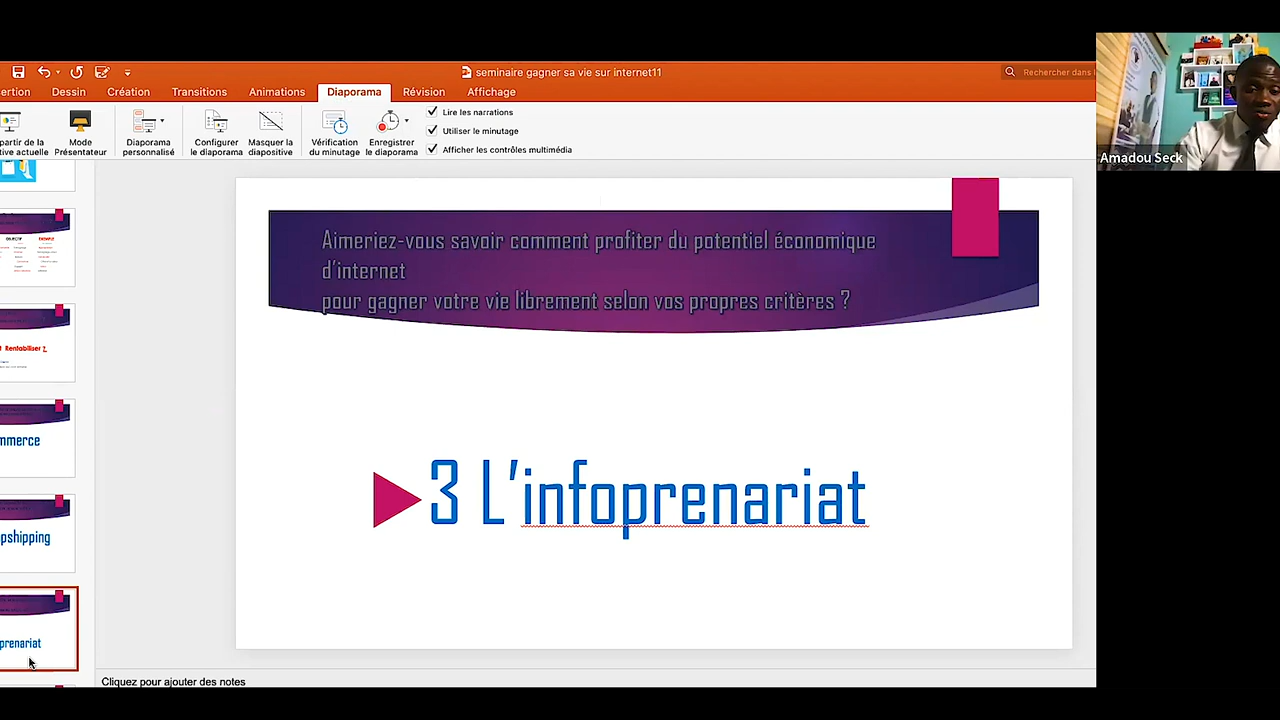 seminaire gagner sa vie sur internet11
Rechercher dans l
ertion
Dessin
Création
Transitions
Animations
Diaporama
Révision
Affichage
partir de la
tive actuelle
Mode
Présentateur
Diaporama
personnalisé
Configurer
le diaporama
Masquer la
diapositive
Vérification
du minutage
Enregistrer
le diaporama
Lire les narrations
Utiliser le minutage
Afficher les contrôles multimédia
Amadou Seck
OBJECTIF
Rentabiliser ?
mmerce
pshipping
prenariat
Aimeriez-vous savoir comment profiter du potentiel économique
d'internet
pour gagner votre vie librement selon vos propres critères ?
3 L'infoprenariat
Cliquez pour ajouter des notes